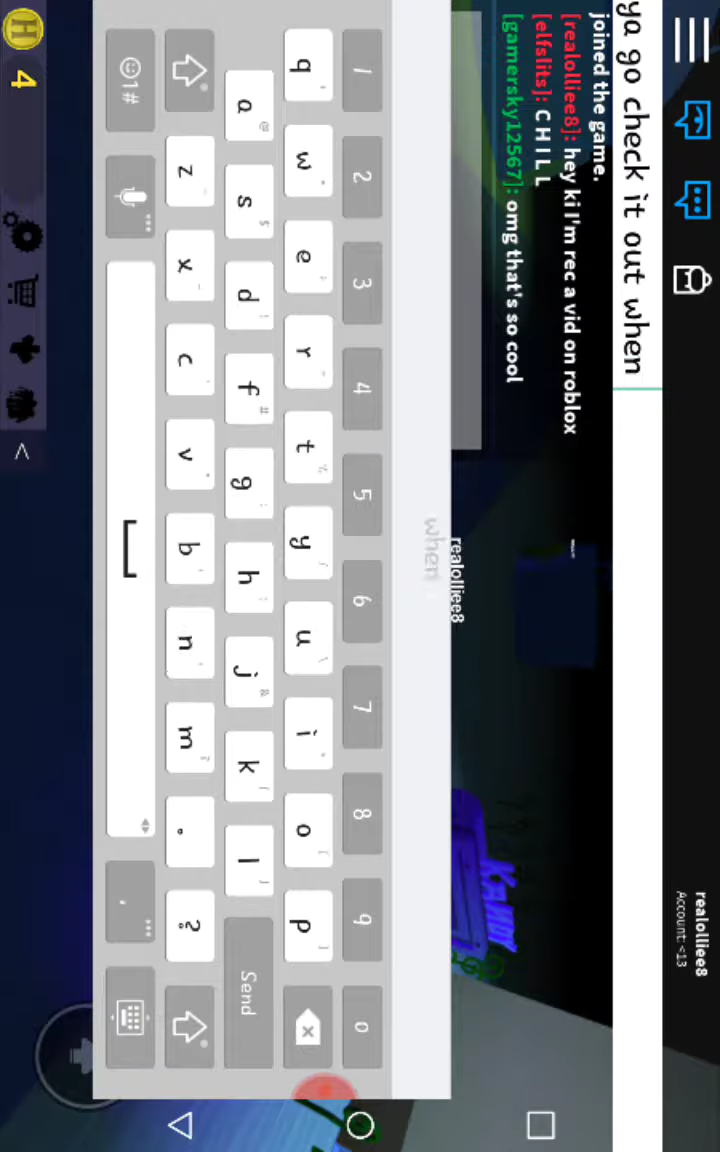 realolliee8
Account: <13
ya go check it out when
joined the game.
[realolliee8]: hey ki I'm rec a vid on roblox
[elfslits]: C H I L L
[gamersky12567]: omg that's so cool
realolliee8
when
1 2 3 4 5 6 7 8 9 0
q w e r t y u i o p
a s d f g h j k l Send
z x c v b n m . ?
1# ,
H 4